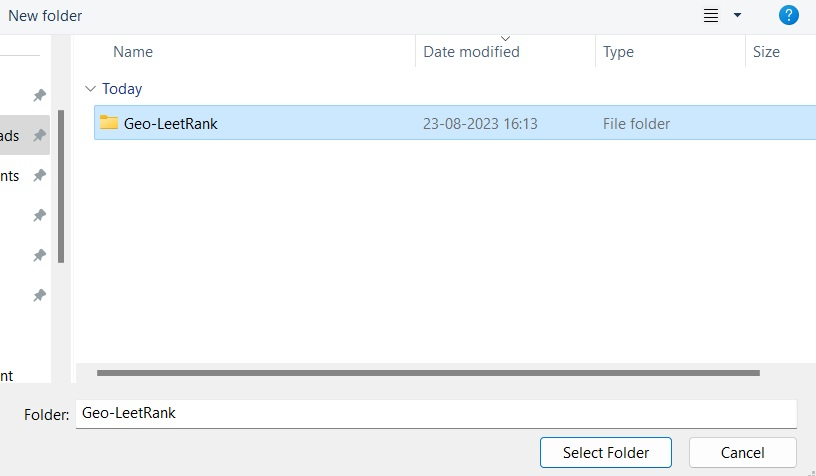 New folder
?
Name Date modified Type Size
Today
Geo-LeetRank 23-08-2023 16:13 File folder
ads
nts
nt
Folder: Geo-LeetRank
Select Folder Cancel